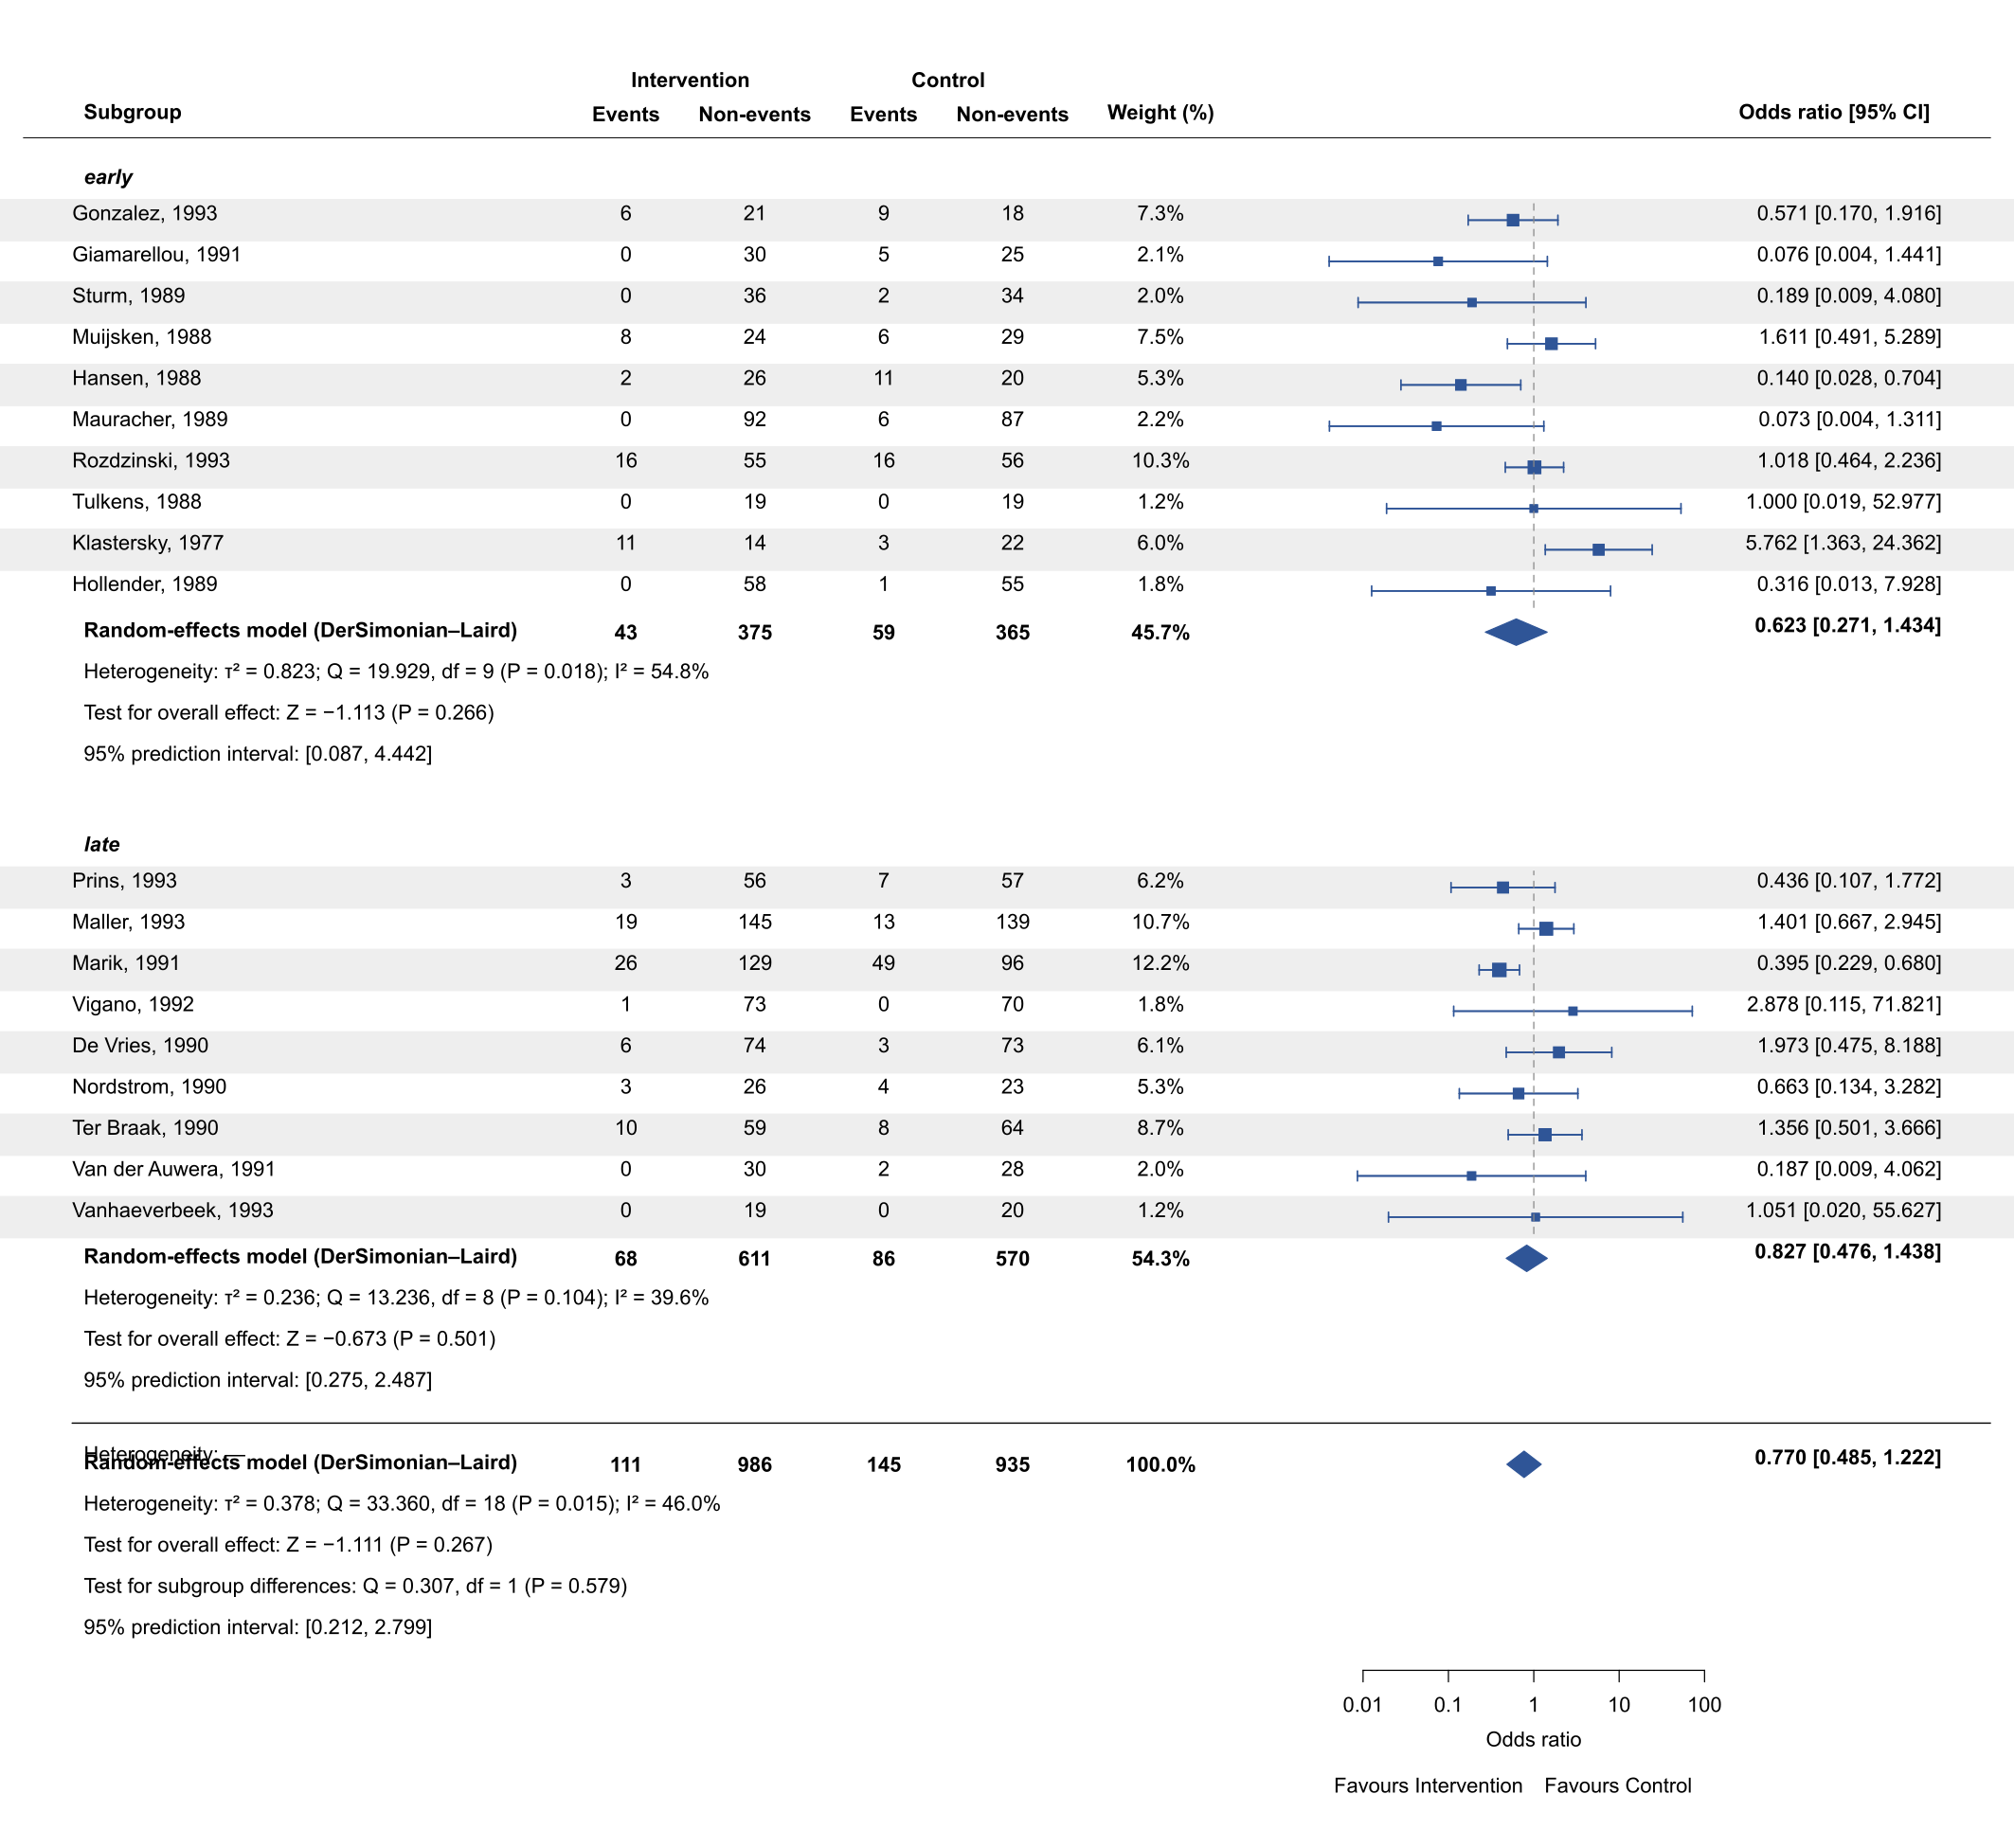 Intervention Control
Subgroup Events Non-events Events Non-events Weight (%) Odds ratio [95% CI]
early
Gonzalez, 1993 6 21 9 18 7.3% 0.571 [0.170, 1.916]
Giamarellou, 1991 0 30 5 25 2.1% 0.076 [0.004, 1.441]
Sturm, 1989 0 36 2 34 2.0% 0.189 [0.009, 4.080]
Muijsken, 1988 8 24 6 29 7.5% 1.611 [0.491, 5.289]
Hansen, 1988 2 26 11 20 5.3% 0.140 [0.028, 0.704]
Mauracher, 1989 0 92 6 87 2.2% 0.073 [0.004, 1.311]
Rozdzinski, 1993 16 55 16 56 10.3% 1.018 [0.464, 2.236]
Tulkens, 1988 0 19 0 19 1.2% 1.000 [0.019, 52.977]
Klastersky, 1977 11 14 3 22 6.0% 5.762 [1.363, 24.362]
Hollender, 1989 0 58 1 55 1.8% 0.316 [0.013, 7.928]
Random-effects model (DerSimonian–Laird) 43 375 59 365 45.7% 0.623 [0.271, 1.434]
Heterogeneity: τ² = 0.823; Q = 19.929, df = 9 (P = 0.018); I² = 54.8%
Test for overall effect: Z = −1.113 (P = 0.266)
95% prediction interval: [0.087, 4.442]
late
Prins, 1993 3 56 7 57 6.2% 0.436 [0.107, 1.772]
Maller, 1993 19 145 13 139 10.7% 1.401 [0.667, 2.945]
Marik, 1991 26 129 49 96 12.2% 0.395 [0.229, 0.680]
Vigano, 1992 1 73 0 70 1.8% 2.878 [0.115, 71.821]
De Vries, 1990 6 74 3 73 6.1% 1.973 [0.475, 8.188]
Nordstrom, 1990 3 26 4 23 5.3% 0.663 [0.134, 3.282]
Ter Braak, 1990 10 59 8 64 8.7% 1.356 [0.501, 3.666]
Van der Auwera, 1991 0 30 2 28 2.0% 0.187 [0.009, 4.062]
Vanhaeverbeek, 1993 0 19 0 20 1.2% 1.051 [0.020, 55.627]
Random-effects model (DerSimonian–Laird) 68 611 86 570 54.3% 0.827 [0.476, 1.438]
Heterogeneity: τ² = 0.236; Q = 13.236, df = 8 (P = 0.104); I² = 39.6%
Test for overall effect: Z = −0.673 (P = 0.501)
95% prediction interval: [0.275, 2.487]
Heterogeneity: —
Random-effects model (DerSimonian–Laird) 111 986 145 935 100.0% 0.770 [0.485, 1.222]
Heterogeneity: τ² = 0.378; Q = 33.360, df = 18 (P = 0.015); I² = 46.0%
Test for overall effect: Z = −1.111 (P = 0.267)
Test for subgroup differences: Q = 0.307, df = 1 (P = 0.579)
95% prediction interval: [0.212, 2.799]
0.01 0.1 1 10 100
Odds ratio
Favours Intervention Favours Control